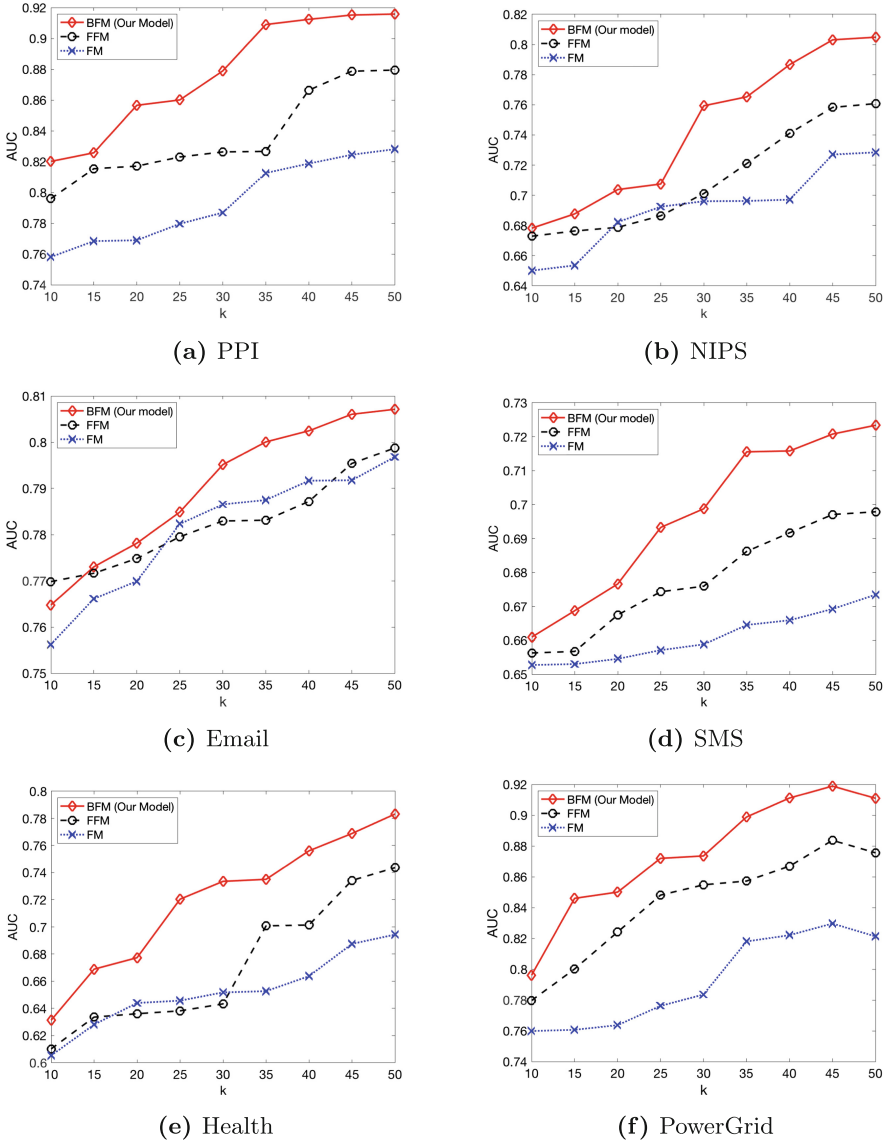 BFM (Our Model)
FFM
FM
AUC
0.92
0.9
0.88
0.86
0.84
0.82
0.8
0.78
0.76
0.74
10 15 20 25 30 35 40 45 50
k
(a) PPI
BFM (Our model)
FFM
FM
AUC
0.82
0.8
0.78
0.76
0.74
0.72
0.7
0.68
0.66
0.64
10 15 20 25 30 35 40 45 50
k
(b) NIPS
BFM (Our model)
FFM
FM
AUC
0.81
0.8
0.79
0.78
0.77
0.76
0.75
10 15 20 25 30 35 40 45 50
k
(c) Email
BFM (Our model)
FFM
FM
AUC
0.73
0.72
0.71
0.7
0.69
0.68
0.67
0.66
0.65
10 15 20 25 30 35 40 45 50
k
(d) SMS
BFM (Our Model)
FFM
FM
AUC
0.8
0.78
0.76
0.74
0.72
0.7
0.68
0.66
0.64
0.62
0.6
10 15 20 25 30 35 40 45 50
k
(e) Health
BFM (Our Model)
FFM
FM
AUC
0.92
0.9
0.88
0.86
0.84
0.82
0.8
0.78
0.76
0.74
10 15 20 25 30 35 40 45 50
k
(f) PowerGrid